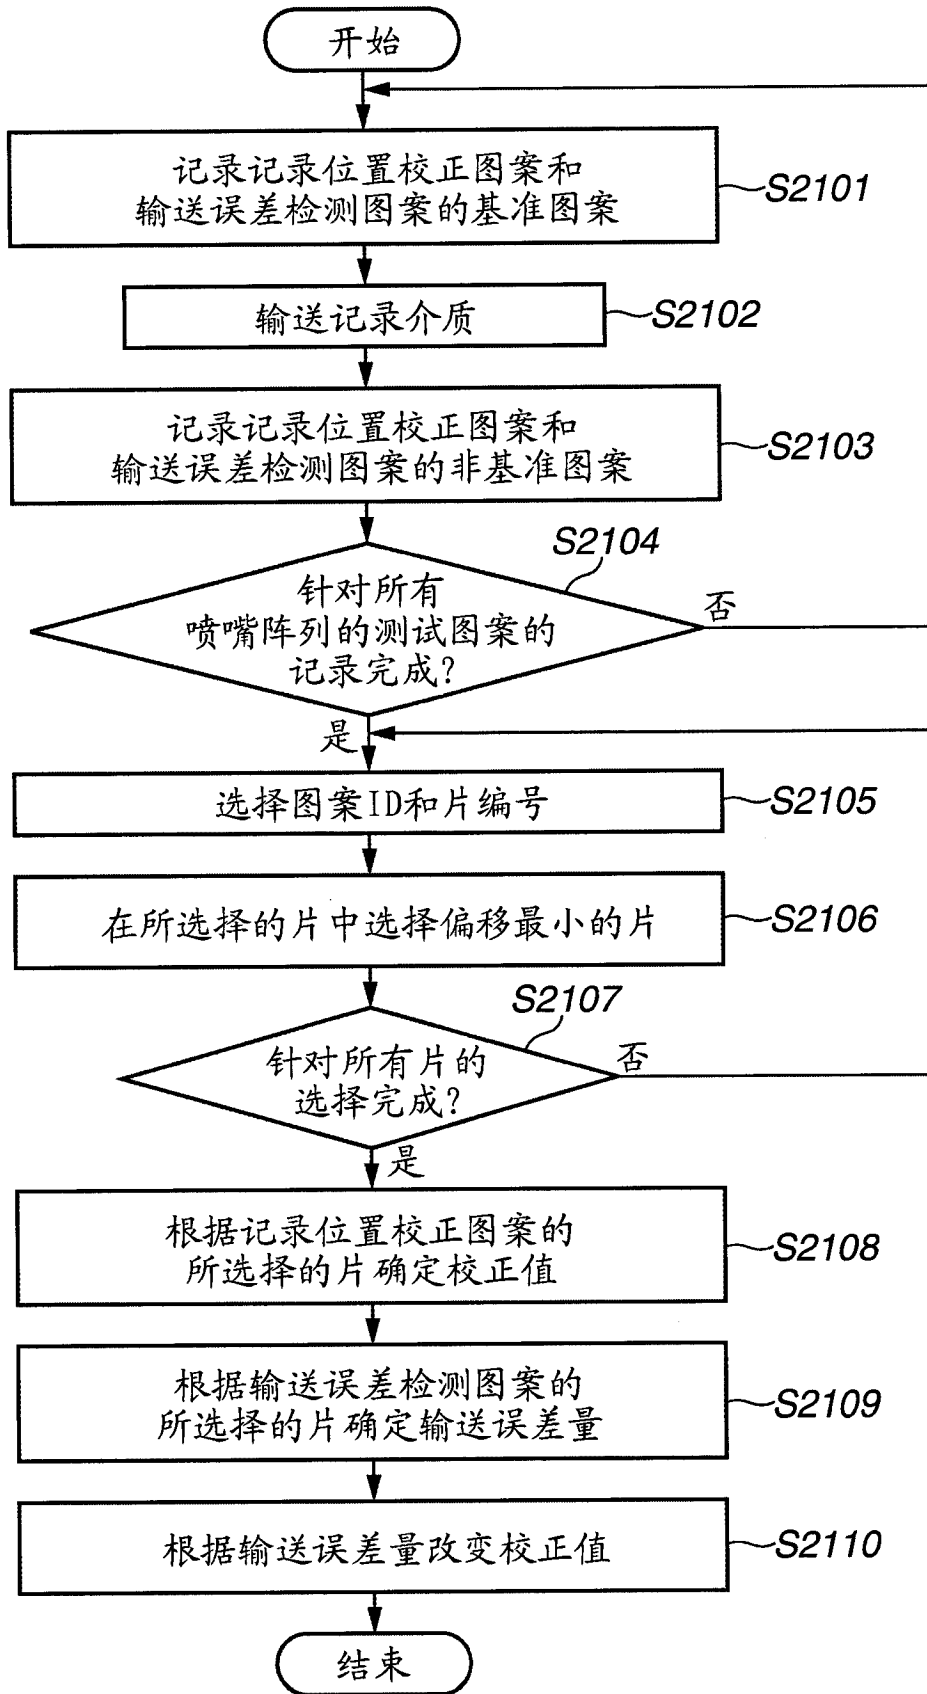 开始
记录记录位置校正图案和
输送误差检测图案的基准图案
S2101
输送记录介质
S2102
记录记录位置校正图案和
输送误差检测图案的非基准图案
S2103
S2104
针对所有
喷嘴阵列的测试图案的
记录完成?
否
是
选择图案ID和片编号
S2105
在所选择的片中选择偏移最小的片
S2106
S2107
针对所有片的
选择完成?
否
是
根据记录位置校正图案的
所选择的片确定校正值
S2108
根据输送误差检测图案的
所选择的片确定输送误差量
S2109
根据输送误差量改变校正值
S2110
结束